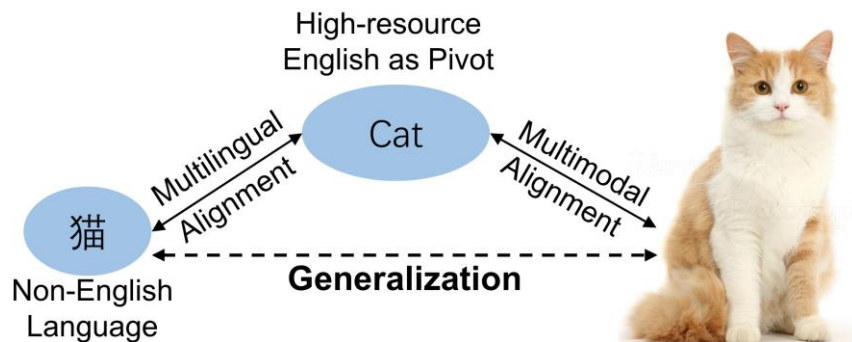 High-resource
English as Pivot
Cat
Multilingual
Alignment
Multimodal
Alignment
猫
Generalization
Non-English
Language